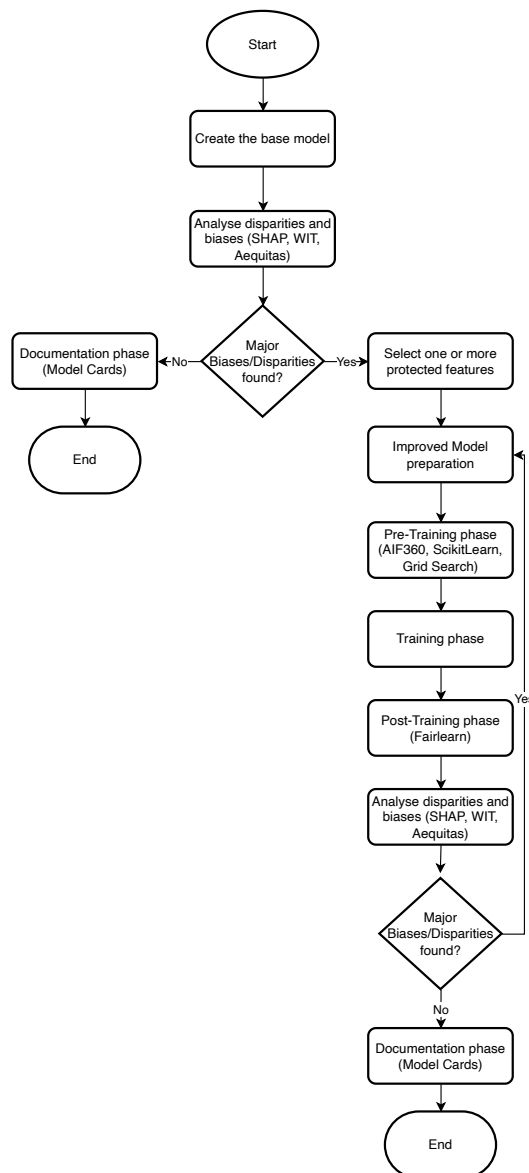 Start
Create the base model
Analyse disparities and
biases (SHAP, WIT,
Aequitas)
Major
Biases/Disparities
found?
No
Yes
Documentation phase
(Model Cards)
End
Select one or more
protected features
Improved Model
preparation
Pre-Training phase
(AIF360, ScikitLearn,
Grid Search)
Training phase
Yes
Post-Training phase
(Fairlearn)
Analyse disparities and
biases (SHAP, WIT,
Aequitas)
Major
Biases/Disparities
found?
No
Documentation phase
(Model Cards)
End